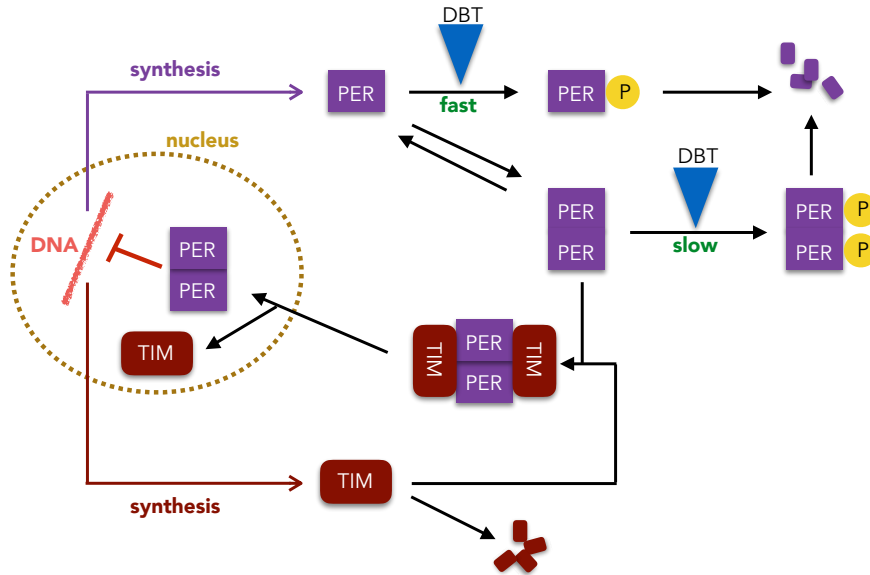 DBT
synthesis
PER
PER
P
fast
nucleus
DBT
PER
PER
PER
P
PER
P
slow
DNA
PER
PER
TIM
TIM
PER
PER
TIM
TIM
synthesis